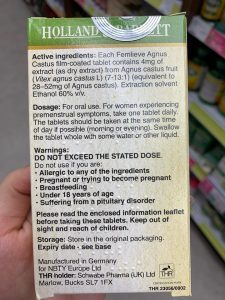 HOLLAND & BARRETT
Active ingredients: Each Femlieve Agnus
Castus film-coated tablet contains 4mg of
extract (as dry extract) from Agnus castus fruit
(Vitex agnus castus L) (7-13:1) (equivalent to
28–52mg of Agnus castus). Extraction solvent
Ethanol 60% v/v.
Dosage: For oral use. For women experiencing
premenstrual symptoms, take one tablet daily.
The tablets should be taken at the same time
of day if possible (morning or evening). Swallow
the tablet whole with some water or other liquid.
Warnings:
DO NOT EXCEED THE STATED DOSE.
Do not use if you are:
• Allergic to any of the ingredients
• Pregnant or trying to become pregnant
• Breastfeeding
• Under 18 years of age
• Suffering from a pituitary disorder
Please read the enclosed information leaflet
before taking these tablets. Keep out of
sight and reach of children.
Storage: Store in the original packaging.
Expiry date - see base
Manufactured in Germany
for NBTY Europe Ltd
THR holder: Schwabe Pharma (UK) Ltd
Marlow, Bucks SL7 1FX
THR
THR 23056/0002